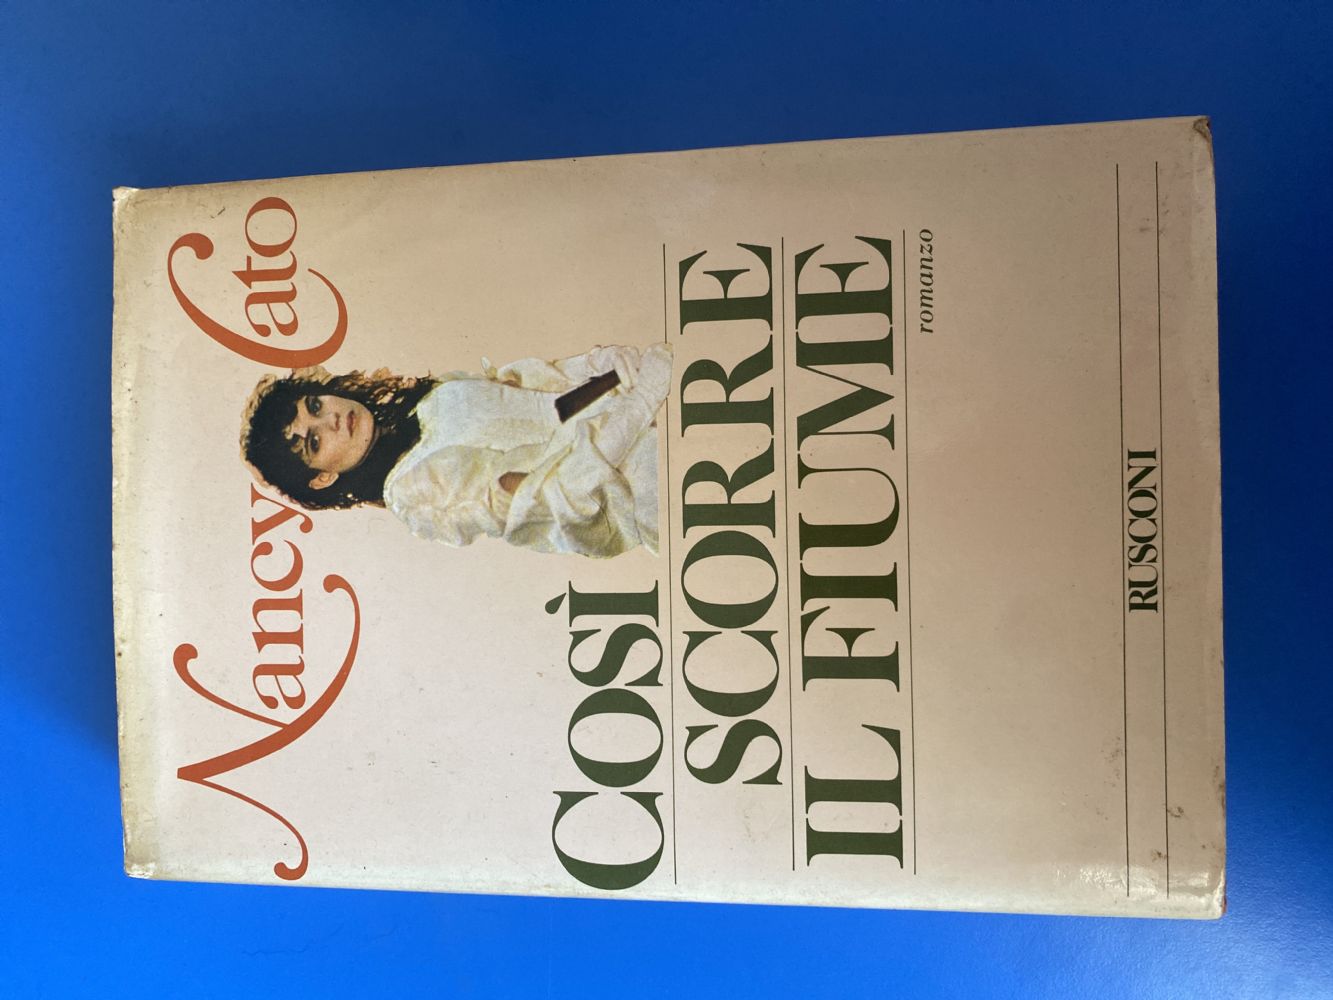 Nancy Cato
COSÌ
SCORRE
IL FIUME
romanzo
RUSCONI